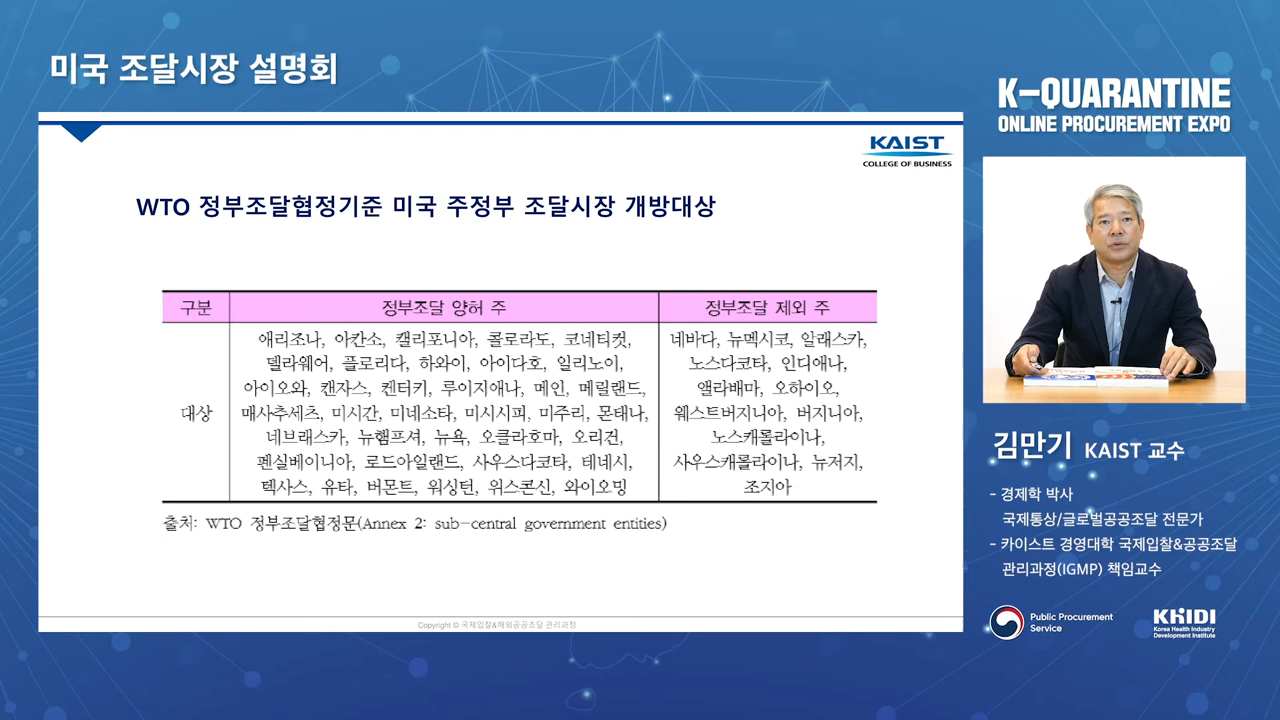 미국 조달시장 설명회
KAIST
COLLEGE OF BUSINESS
WTO 정부조달협정기준 미국 주정부 조달시장 개방대상
구분 정부조달 양허 주 정부조달 제외 주
대상
애리조나, 아칸소, 캘리포니아, 콜로라도, 코네티컷,
델라웨어, 플로리다, 하와이, 아이다호, 일리노이,
아이오와, 캔자스, 켄터키, 루이지애나, 메인, 메릴랜드,
매사추세츠, 미시간, 미네소타, 미시시피, 미주리, 몬태나,
네브래스카, 뉴햄프셔, 뉴욕, 오클라호마, 오리건,
펜실베이니아, 로드아일랜드, 사우스다코타, 테네시,
텍사스, 유타, 버몬트, 워싱턴, 위스콘신, 와이오밍
네바다, 뉴멕시코, 알래스카,
노스다코타, 인디애나,
앨라배마, 오하이오,
웨스트버지니아, 버지니아,
노스캐롤라이나,
사우스캐롤라이나, 뉴저지,
조지아
출처: WTO 정부조달협정문(Annex 2: sub-central government entities)
Copyright © 국제입찰&해외공공조달 관리과정
K-QUARANTINE
ONLINE PROCUREMENT EXPO
김만기 KAIST 교수
- 경제학 박사
국제통상/글로벌공공조달 전문가
- 카이스트 경영대학 국제입찰&공공조달
관리과정(IGMP) 책임교수
Public Procurement
Service
KHIDI
Korea Health Industry
Development Institute